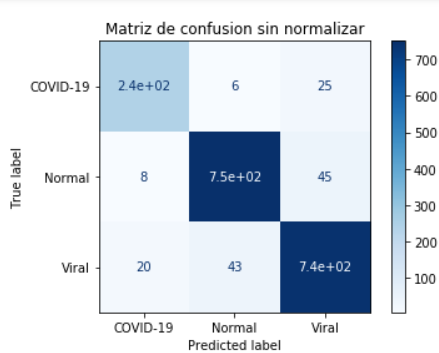 Matriz de confusion sin normalizar
COVID-19 2.4e+02 6 25
Normal 8 7.5e+02 45
Viral 20 43 7.4e+02
COVID-19 Normal Viral
Predicted label
True label
700
600
500
400
300
200
100